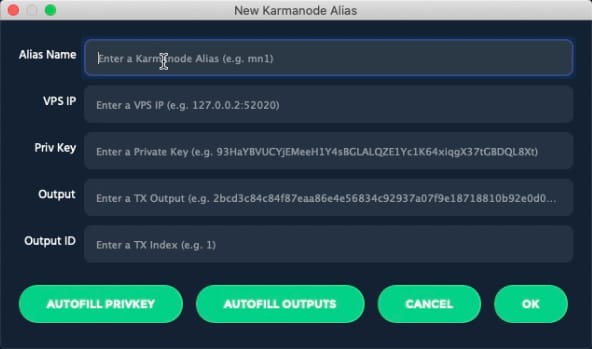 New Karmanode Alias
Alias Name
Enter a Karmanode Alias (e.g. mn1)
VPS IP
Enter a VPS IP (e.g. 127.0.0.2:52020)
Priv Key
Enter a Private Key (e.g. 93HaYBVUCYjEMeeH1Y4sBGLALQZE1Yc1K64xiqgX37tGBDQL8Xt)
Output
Enter a TX Output (e.g. 2bcd3c84c84f87eaa86e4e56834c92937a07f9e18718810b92e0d0...
Output ID
Enter a TX Index (e.g. 1)
AUTOFILL PRIVKEY AUTOFILL OUTPUTS CANCEL OK